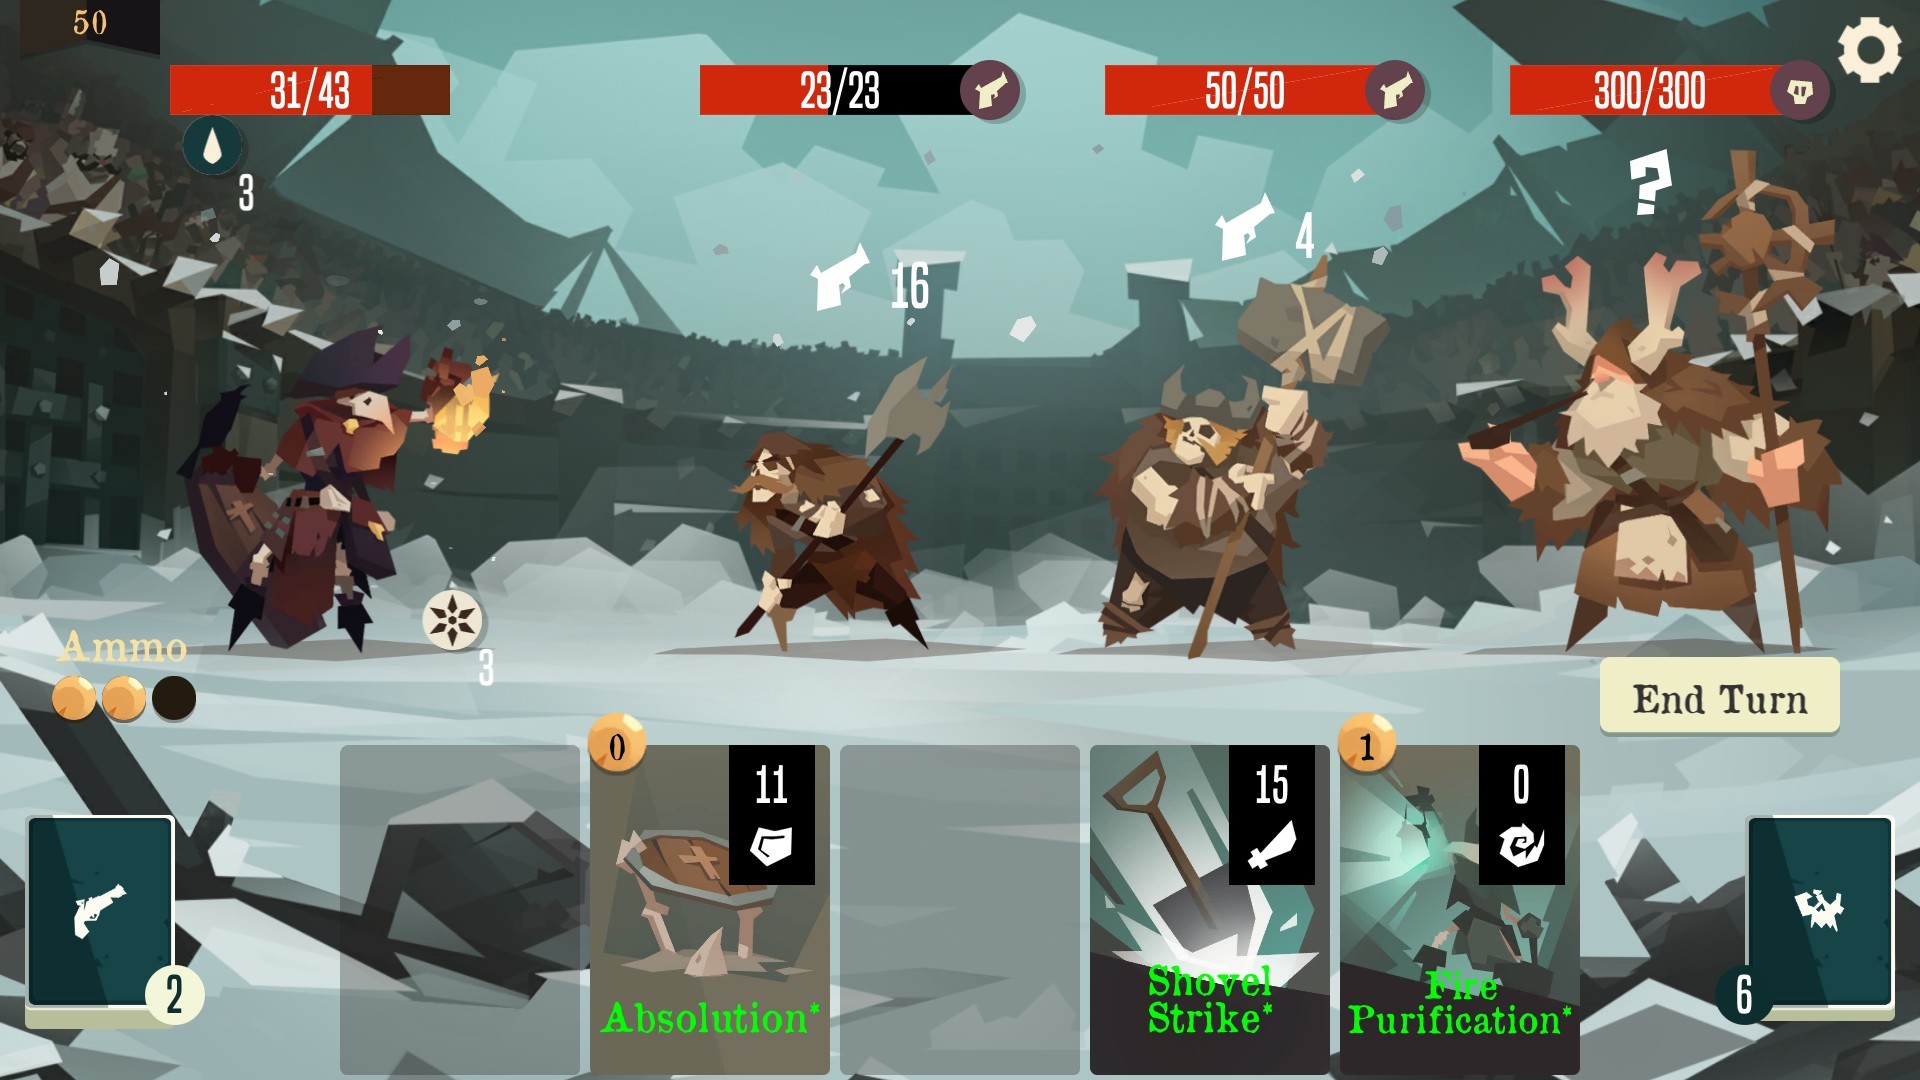 50
31/43
23/23
50/50
300/300
3
16
4
?
Ammo
3
End Turn
0
11
15
1
0
Absolution*
Shovel
Strike*
Fire
Purification*
2
6